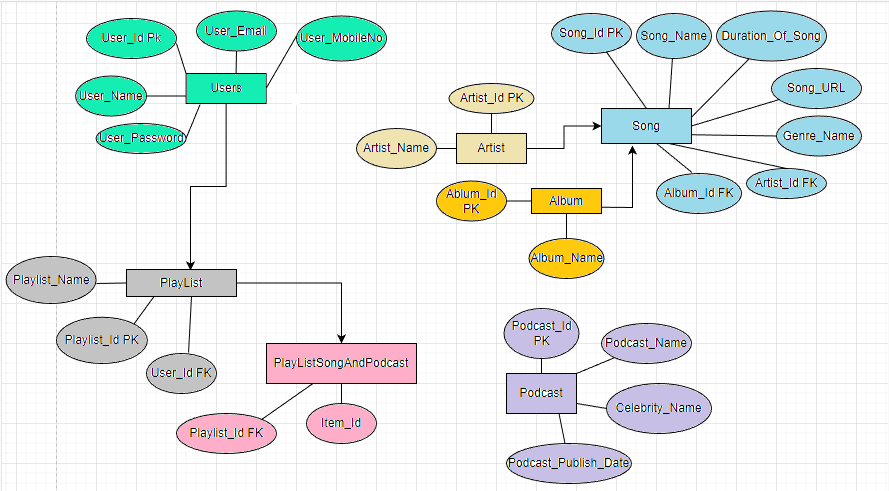 User_Id Pk
User_Email
User_MobileNo
Users
User_Name
User_Password
Song_Id PK
Song_Name
Duration_Of_Song
Song_URL
Genre_Name
Artist_Id FK
Album_Id FK
Song
Artist_Id PK
Artist_Name
Artist
Ablum_Id
PK
Album
Album_Name
Playlist_Name
PlayList
Playlist_Id PK
User_Id FK
PlayListSongAndPodcast
Playlist_Id FK
Item_Id
Podcast_Id
PK
Podcast_Name
Podcast
Celebrity_Name
Podcast_Publish_Date